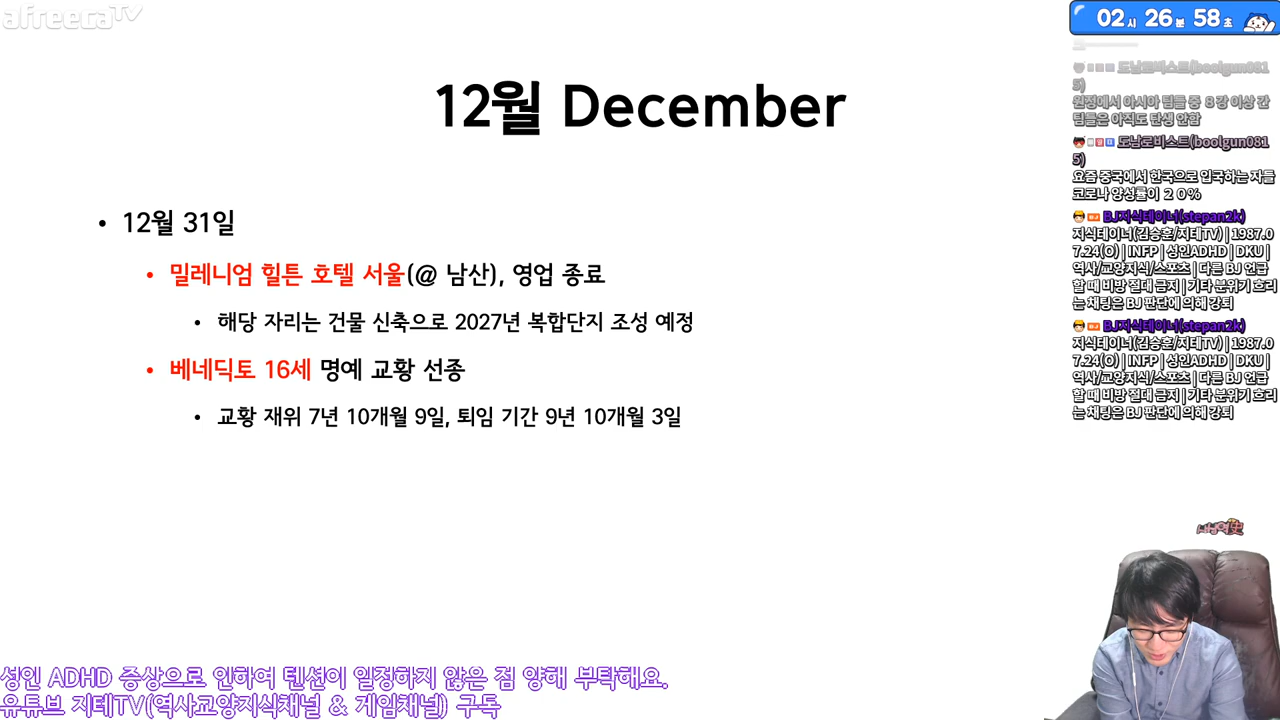 afreecaTV
12월 December
• 12월 31일
• 밀레니엄 힐튼 호텔 서울(@ 남산), 영업 종료
• 해당 자리는 건물 신축으로 2027년 복합단지 조성 예정
• 베네딕토 16세 명예 교황 선종
• 교황 재위 7년 10개월 9일, 퇴임 기간 9년 10개월 3일
02시 26분 58초
도남로비스트(boolgun081
5)
원정에서 아시아 팀들 중 8강 이상 간
팀들은 아직도 탄생 안함
도남로비스트(boolgun081
5)
요즘 중국에서 한국으로 입국하는 자들
코로나 양성률이 20%
BJ지식테이너(stepan2k)
지식테이너(김승훈/지테TV) | 1987.0
7.24(O) | INFP | 성인ADHD | DKU |
역사/교양지식/스포츠 | 다른 BJ 언급
할 때 비방 절대 금지 | 기타 분위기 흐리
는 채팅은 BJ 판단에 의해 강퇴
BJ지식테이너(stepan2k)
지식테이너(김승훈/지테TV) | 1987.0
7.24(O) | INFP | 성인ADHD | DKU |
역사/교양지식/스포츠 | 다른 BJ 언급
할 때 비방 절대 금지 | 기타 분위기 흐리
는 채팅은 BJ 판단에 의해 강퇴
성인 ADHD 증상으로 인하여 텐션이 일정하지 않은 점 양해 부탁해요.
유튜브 지테TV(역사교양지식채널 & 게임채널) 구독